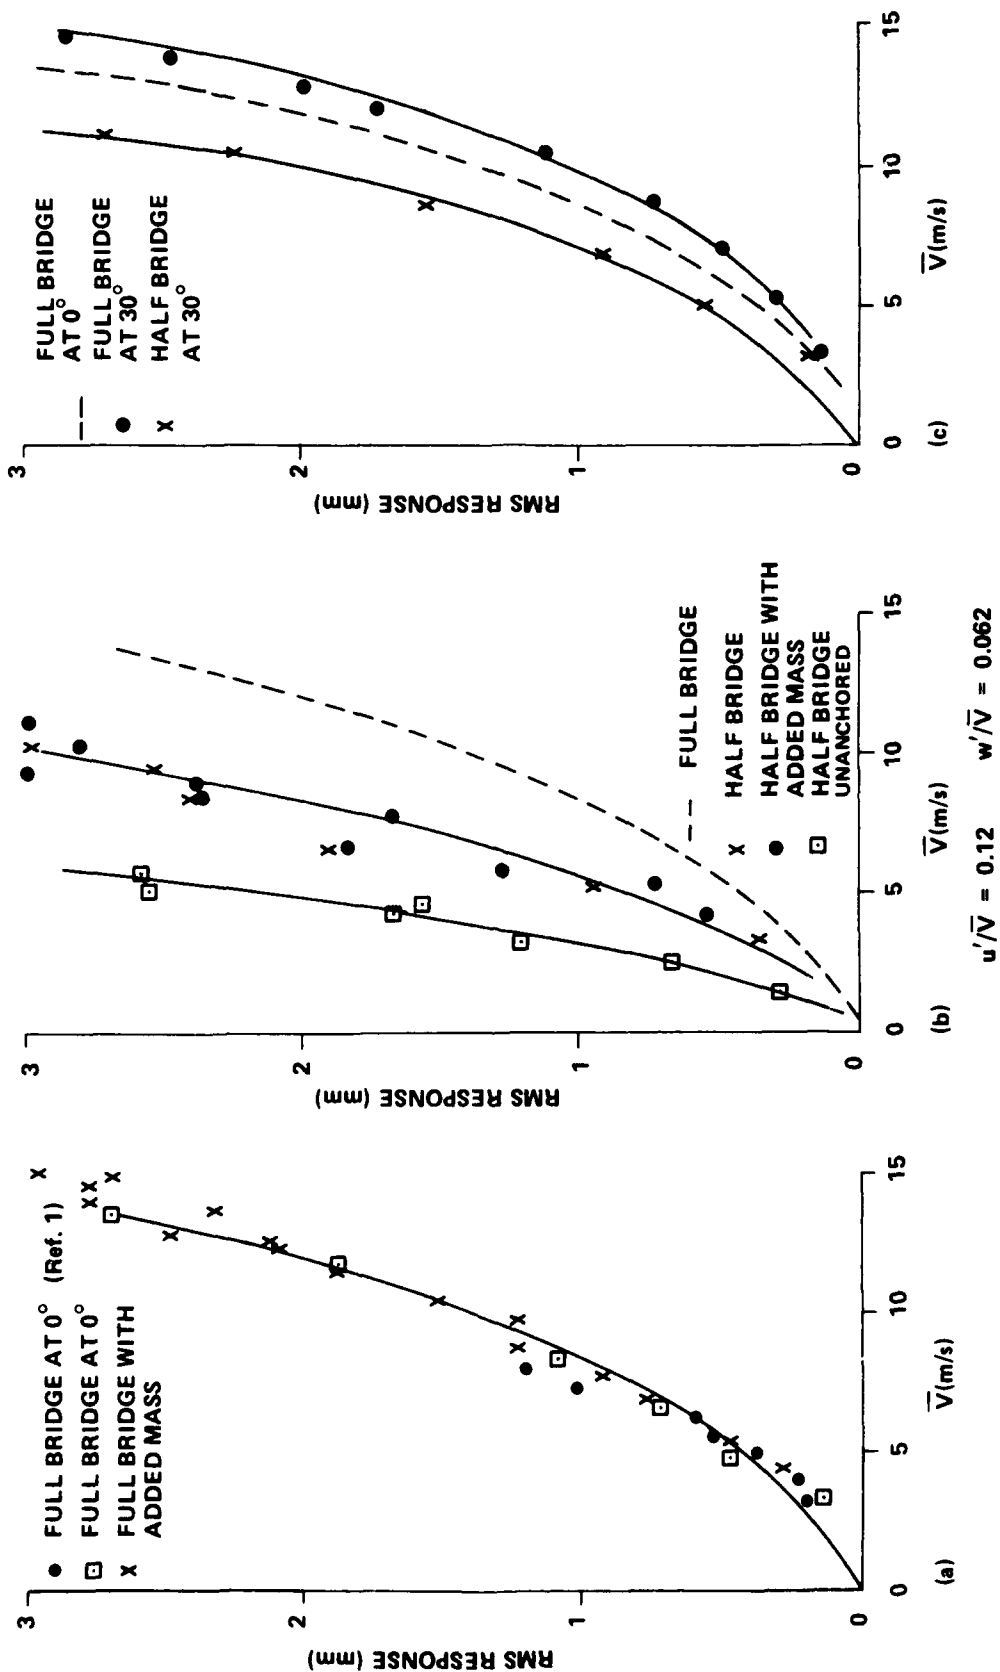 3
2
1
0
RMS RESPONSE (mm)
● FULL BRIDGE AT 0° (Ref. 1)
⊡ FULL BRIDGE AT 0°
x FULL BRIDGE WITH
ADDED MASS
0
5
10
15
(a)
V̅(m/s)
3
2
1
0
RMS RESPONSE (mm)
-- FULL BRIDGE
x HALF BRIDGE
● HALF BRIDGE WITH
ADDED MASS
⊡ HALF BRIDGE
UNANCHORED
0
5
10
15
(b)
V̅(m/s)
u'/V̅ = 0.12 w'/V̅ = 0.062
3
2
1
0
RMS RESPONSE (mm)
-- FULL BRIDGE
AT 0°
● FULL BRIDGE
AT 30°
x HALF BRIDGE
AT 30°
0
5
10
15
(c)
V̅(m/s)